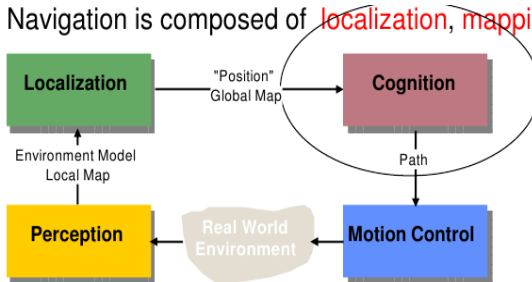 Navigation is composed of localization, mappi
Localization
"Position"
Global Map
Cognition
Environment Model
Local Map
Path
Perception
Real World
Environment
Motion Control